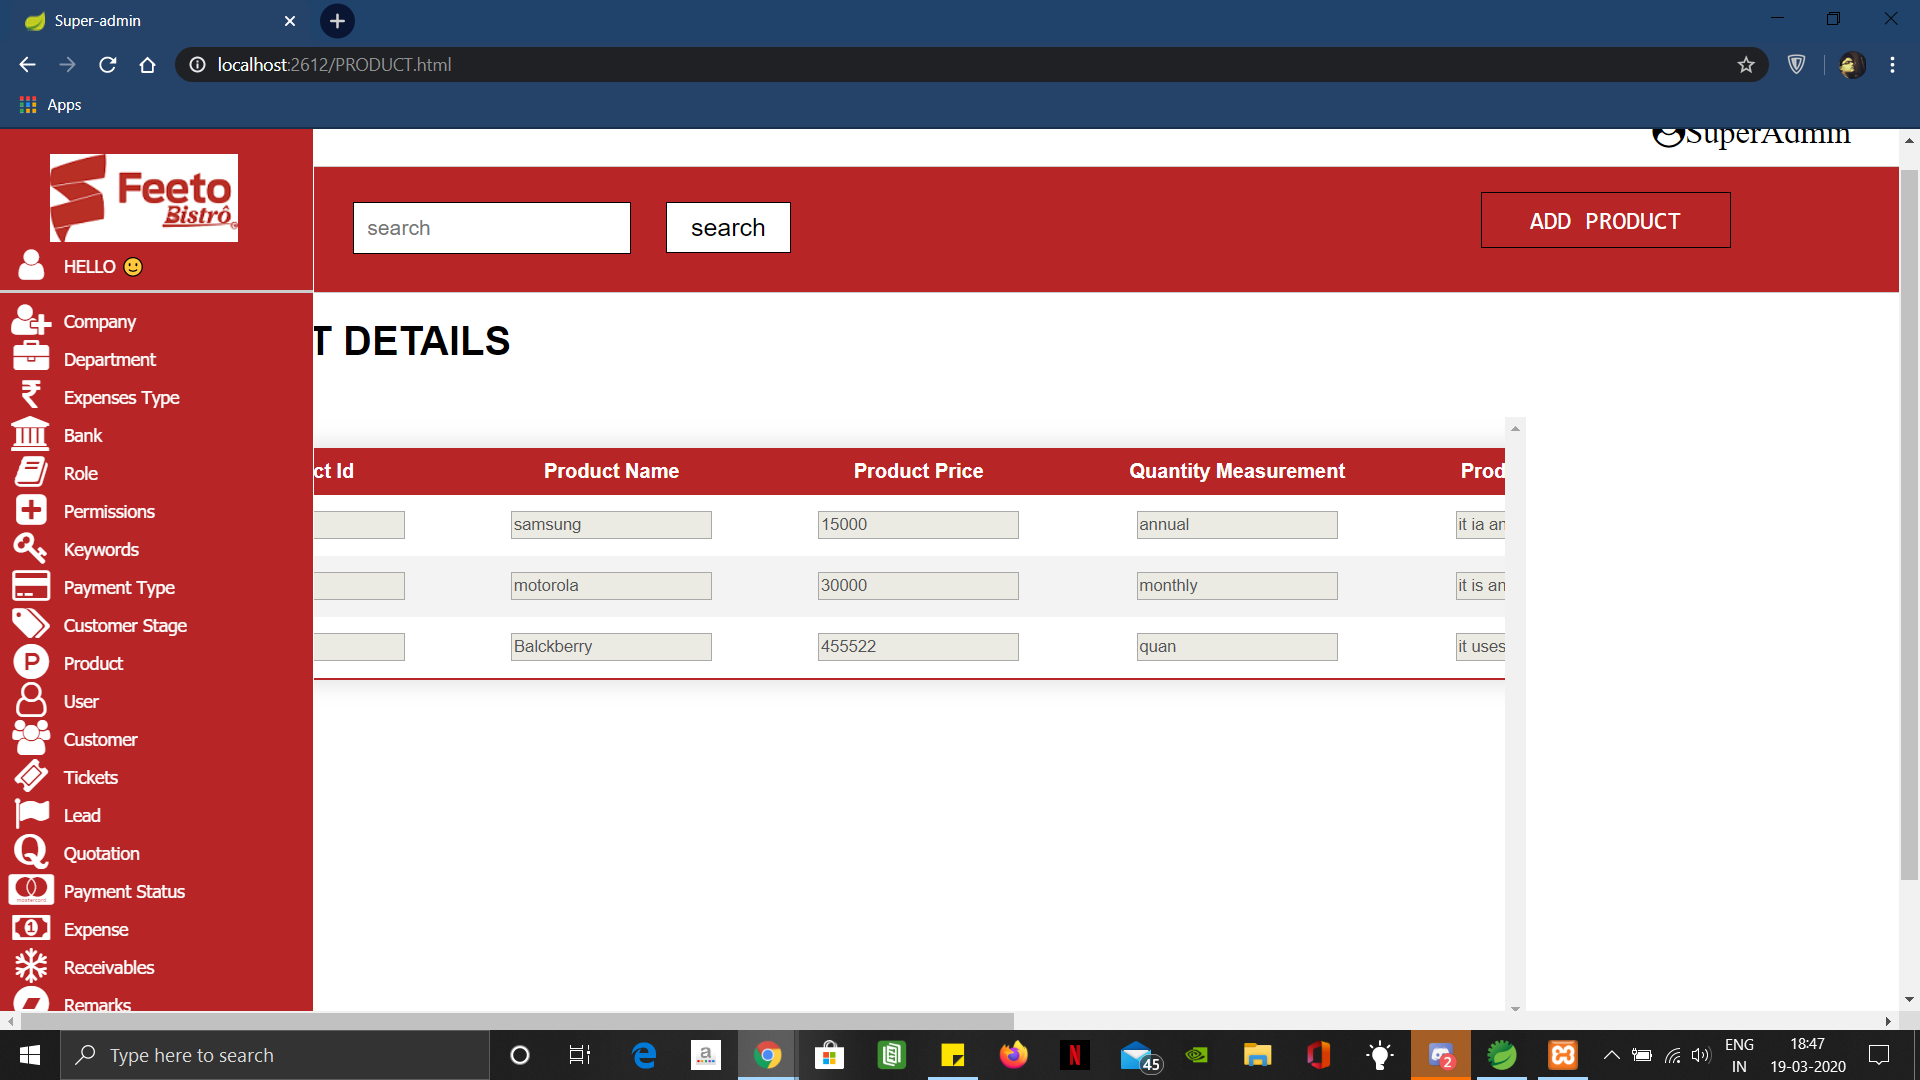 Super-admin
localhost:2612/PRODUCT.html
Apps
SuperAdmin
Feeto
Bistrô
HELLO 🙂
search
search
ADD PRODUCT
Company
Department
Expenses Type
Bank
Role
Permissions
Keywords
Payment Type
Customer Stage
P
Product
User
Customer
Tickets
Lead
Q
Quotation
mastercard
Payment Status
1
Expense
Receivables
Remarks
T DETAILS
ct Id
Product Name
Product Price
Quantity Measurement
Prod
samsung
15000
annual
it ia an
motorola
30000
monthly
it is an
Balckberry
455522
quan
it uses
Type here to search
a
N
45
2
ENG
IN
18:47
19-03-2020